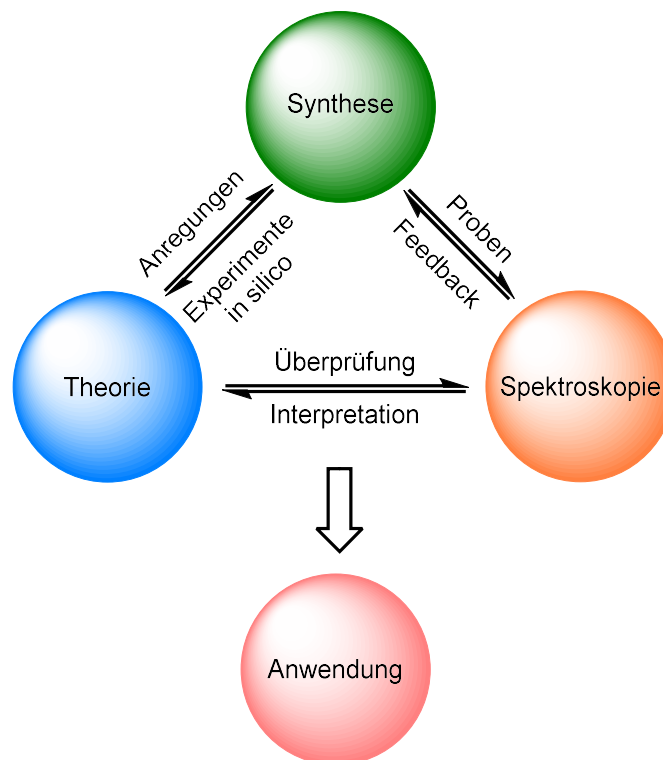 Synthese
Anregungen
Experimente
in silico
Proben
Feedback
Theorie
Überprüfung
Interpretation
Spektroskopie
Anwendung